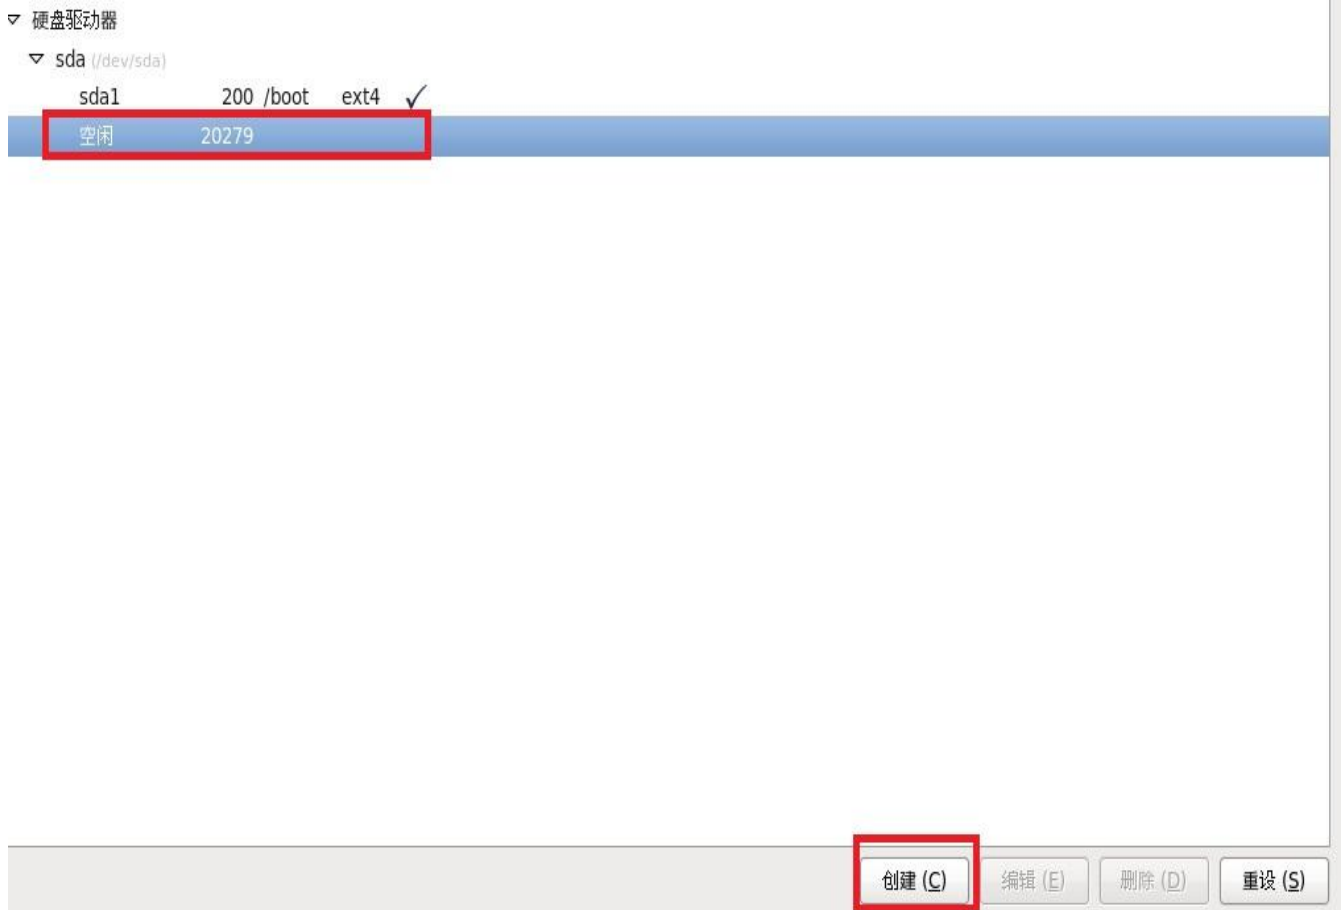 硬盘驱动器
sda (/dev/sda)
sda1 200 /boot ext4 ✓
空闲 20279
创建 (C) 编辑 (E) 删除 (D) 重设 (S)